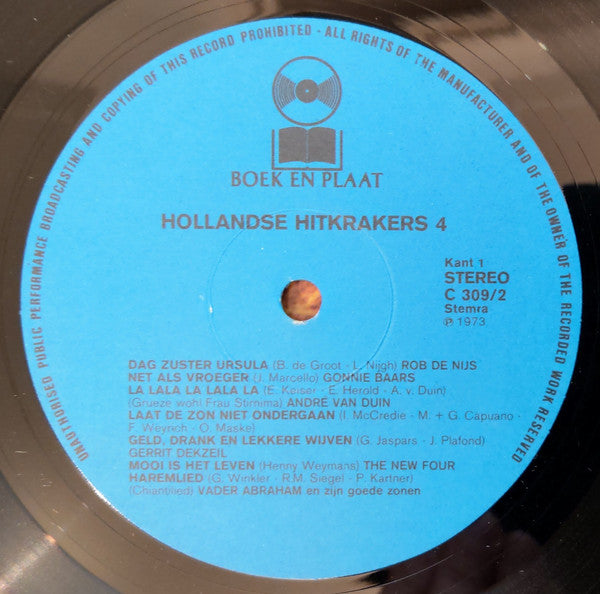 UNAUTHORISED PUBLIC PERFORMANCE BROADCASTING AND COPYING OF THIS RECORD PROHIBITED · ALL RIGHTS OF THE MANUFACTURER AND OF THE OWNER OF THE RECORDED WORK RESERVED
BOEK EN PLAAT
HOLLANDSE HITKRAKERS 4
Kant 1
STEREO
C 309/2
Stemra
℗ 1973
DAG ZUSTER URSULA (B. de Groot · L. Nijgh) ROB DE NIJS
NET ALS VROEGER (J. Marcello) GONNIE BAARS
LA LALA LA LALA LA (E. Keiser · E. Herold · A. v. Duin)
(Grueze wohl Frau Stirnima) ANDRE VAN DUIN
LAAT DE ZON NIET ONDERGAAN (I. McCredie · M. + G. Capuano ·
F. Weyrich · O. Maske)
GELD, DRANK EN LEKKERE WIJVEN (G. Jaspars · J. Plafond)
GERRIT DEKZEIL
MOOI IS HET LEVEN (Henny Weymans) THE NEW FOUR
HAREMLIED (G. Winkler · R.M. Siegel · P. Kartner)
(Chiantilied) VADER ABRAHAM en zijn goede zonen